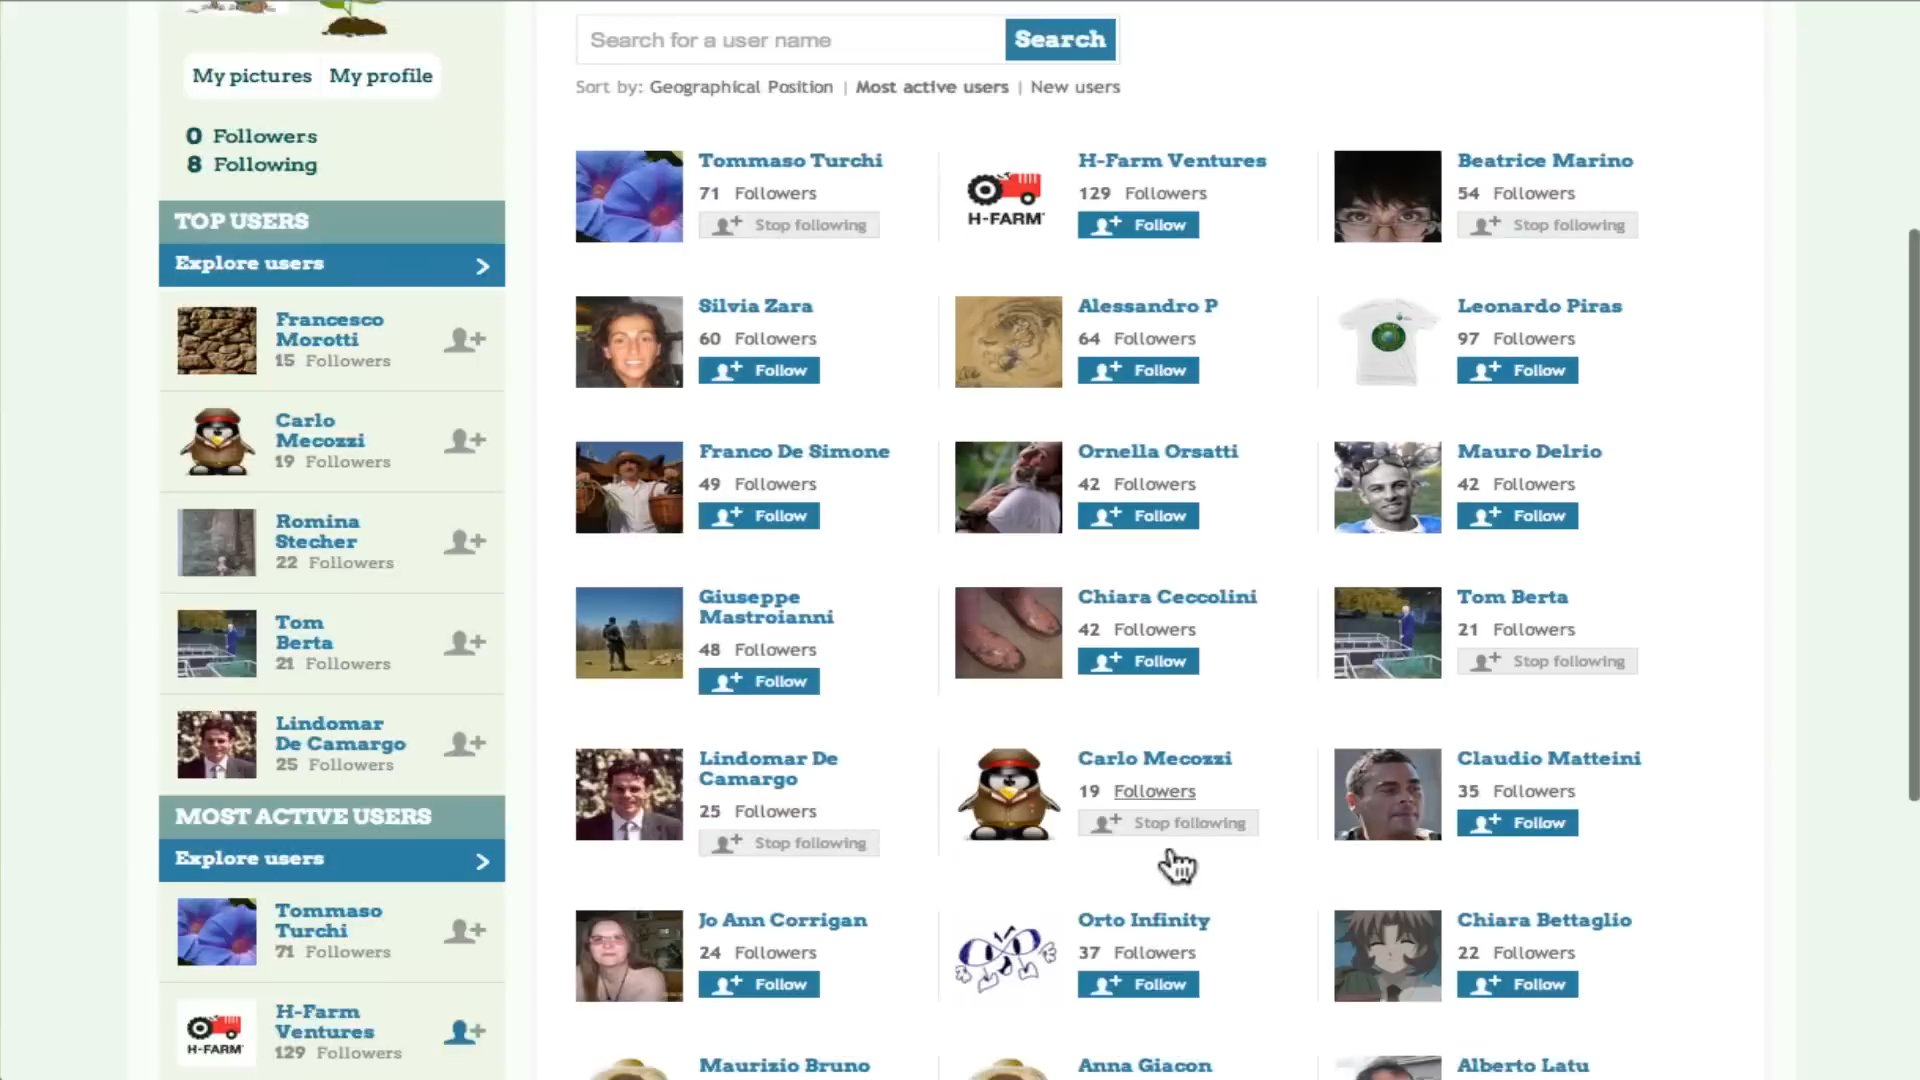 My pictures
My profile
0 Followers
8 Following
TOP USERS
Explore users
Francesco
Morotti
15 Followers
Carlo
Mecozzi
19 Followers
Romina
Stecher
22 Followers
Tom
Berta
21 Followers
Lindomar
De Camargo
25 Followers
MOST ACTIVE USERS
Explore users
Tommaso
Turchi
71 Followers
H-FARM
H-Farm
Ventures
129 Followers
Search for a user name
Search
Sort by: Geographical Position | Most active users | New users
Tommaso Turchi
71 Followers
Stop following
H-FARM
H-Farm Ventures
129 Followers
Follow
Beatrice Marino
54 Followers
Stop following
Silvia Zara
60 Followers
Follow
Alessandro P
64 Followers
Follow
Leonardo Piras
97 Followers
Follow
Franco De Simone
49 Followers
Follow
Ornella Orsatti
42 Followers
Follow
Mauro Delrio
42 Followers
Follow
Giuseppe
Mastroianni
48 Followers
Follow
Chiara Ceccolini
42 Followers
Follow
Tom Berta
21 Followers
Stop following
Lindomar De
Camargo
25 Followers
Stop following
Carlo Mecozzi
19 Followers
Stop following
Claudio Matteini
35 Followers
Follow
Jo Ann Corrigan
24 Followers
Follow
Orto Infinity
37 Followers
Follow
Chiara Bettaglio
22 Followers
Follow
Maurizio Bruno
Anna Giacon
Alberto Latu